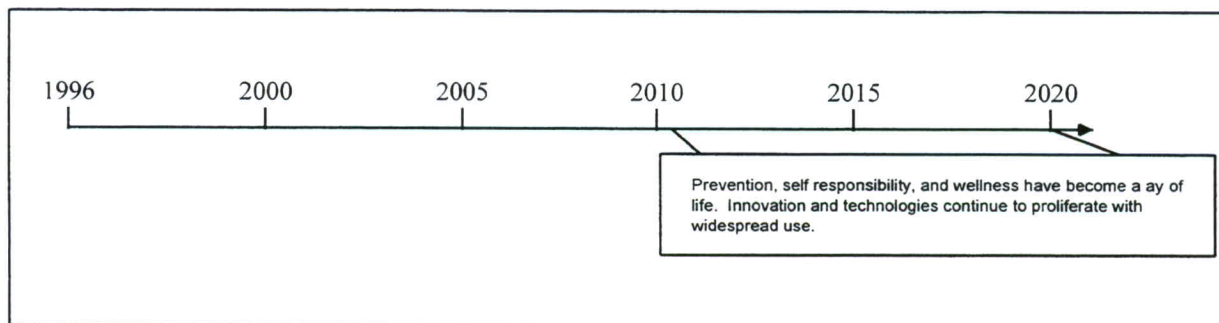 1996 2000 2005 2010 2015 2020
Prevention, self responsibility, and wellness have become a ay of
life. Innovation and technologies continue to proliferate with
widespread use.